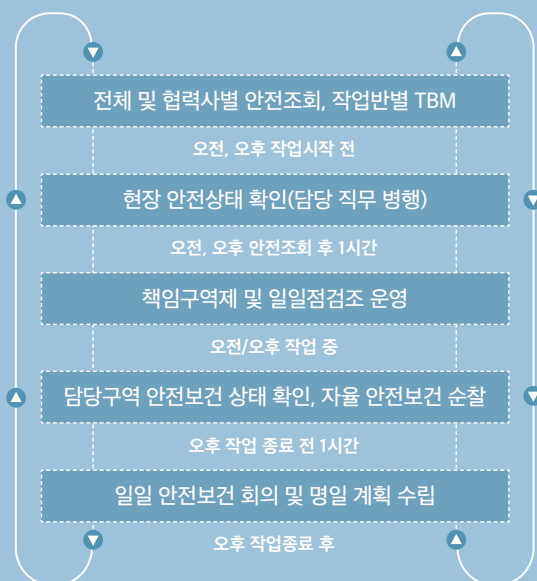 전체 및 협력사별 안전조회, 작업반별 TBM
오전, 오후 작업시작 전
현장 안전상태 확인(담당 직무 병행)
오전, 오후 안전조회 후 1시간
책임구역제 및 일일점검조 운영
오전/오후 작업 중
담당구역 안전보건 상태 확인, 자율 안전보건 순찰
오후 작업 종료 전 1시간
일일 안전보건 회의 및 명일 계획 수립
오후 작업종료 후